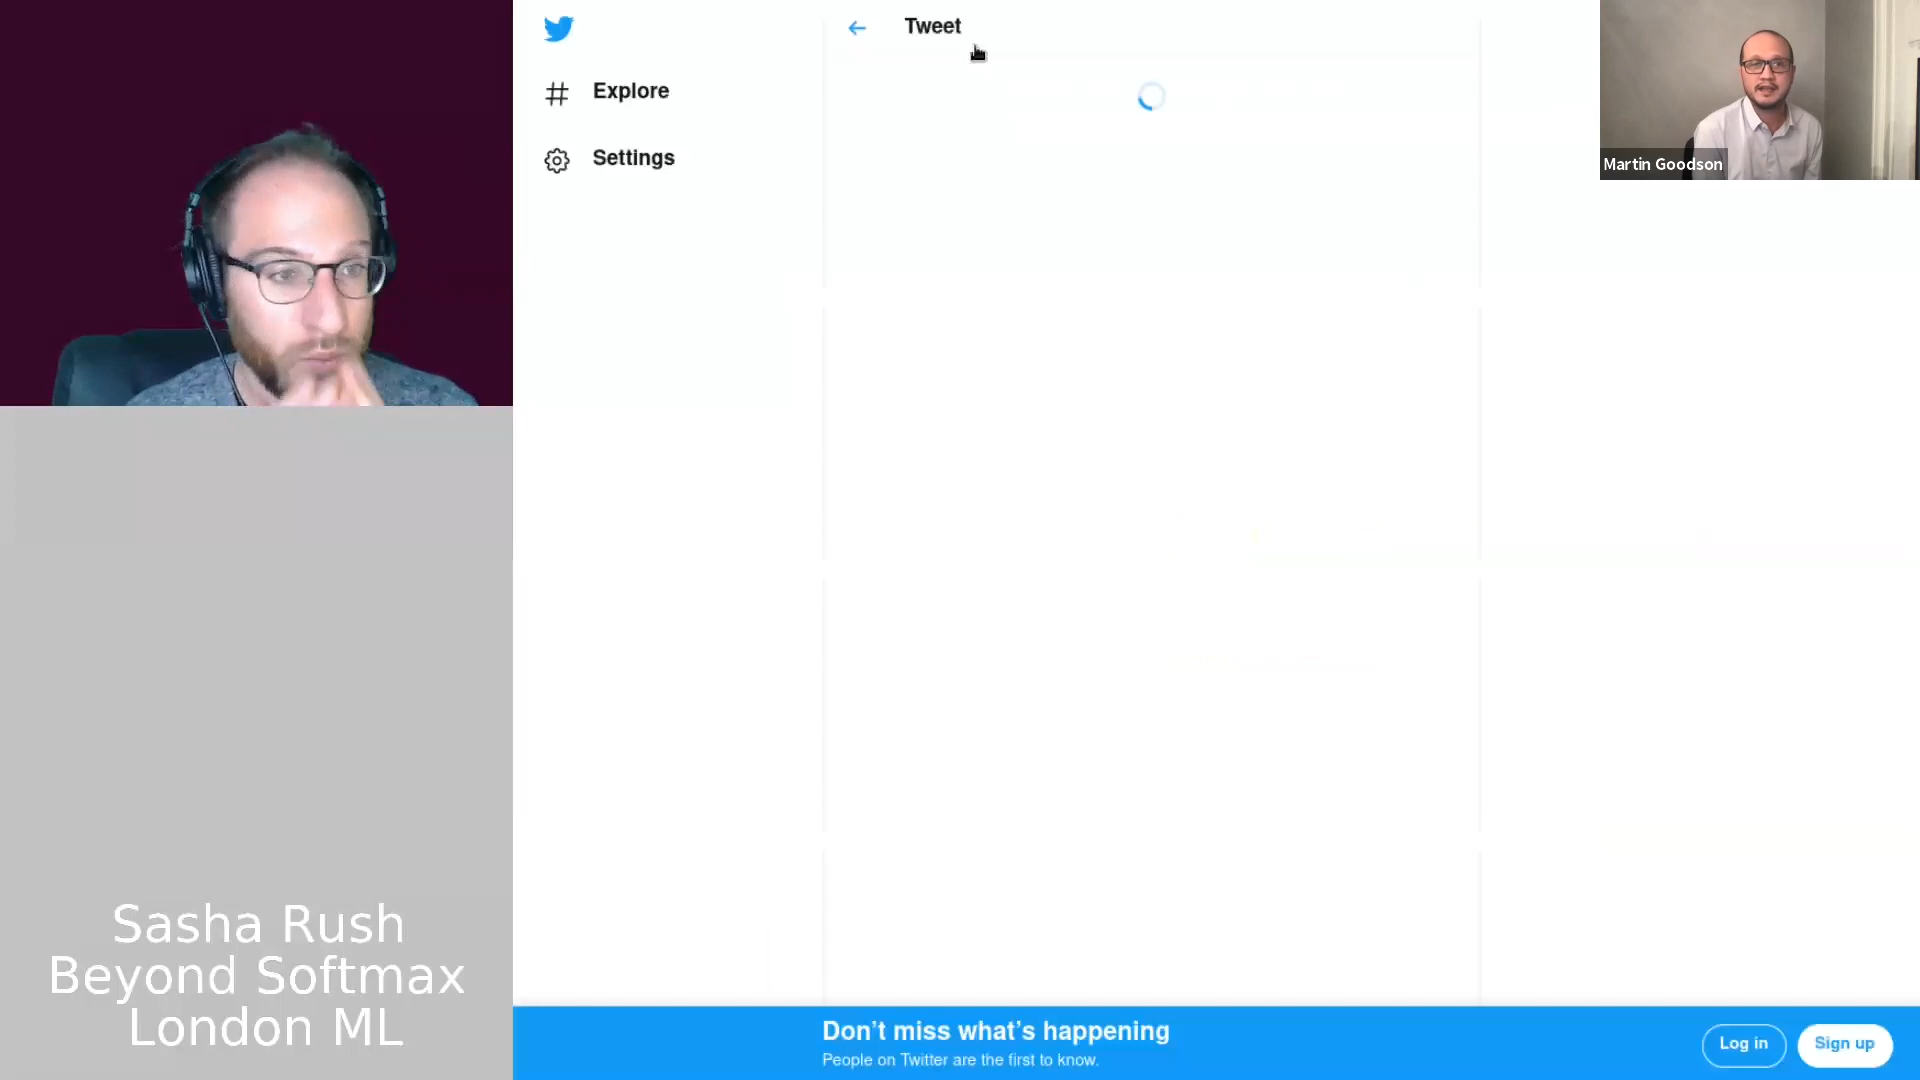 Tweet
Explore
Settings
Martin Goodson
Sasha Rush
Beyond Softmax
London ML
Don't miss what's happening
People on Twitter are the first to know.
Log in
Sign up